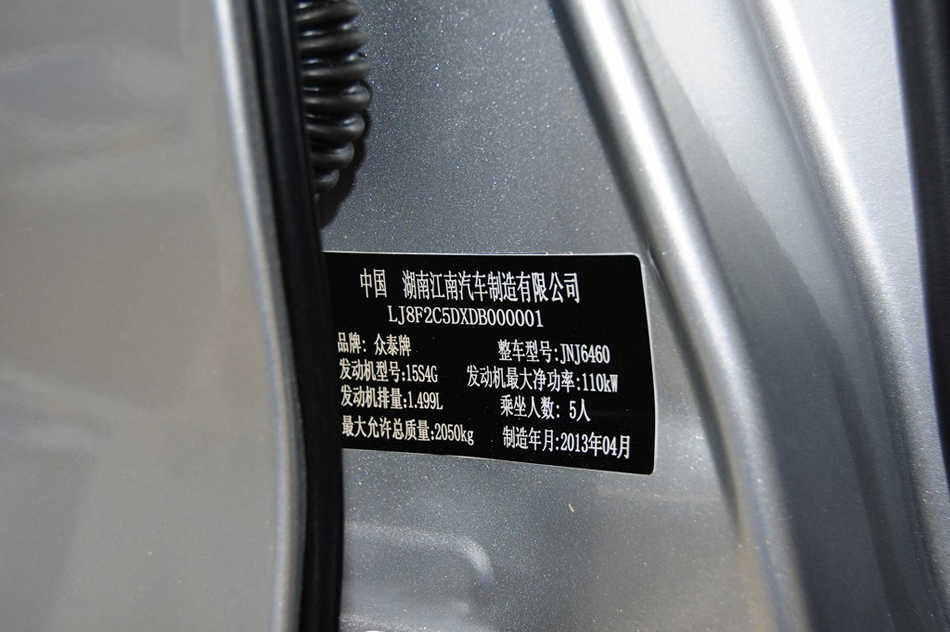 中国 湖南江南汽车制造有限公司
LJ8F2C5DXDB000001
品牌: 众泰牌 整车型号:JNJ6460
发动机型号:15S4G 发动机最大净功率:110kW
发动机排量:1.499L 乘坐人数: 5人
最大允许总质量:2050kg 制造年月:2013年04月